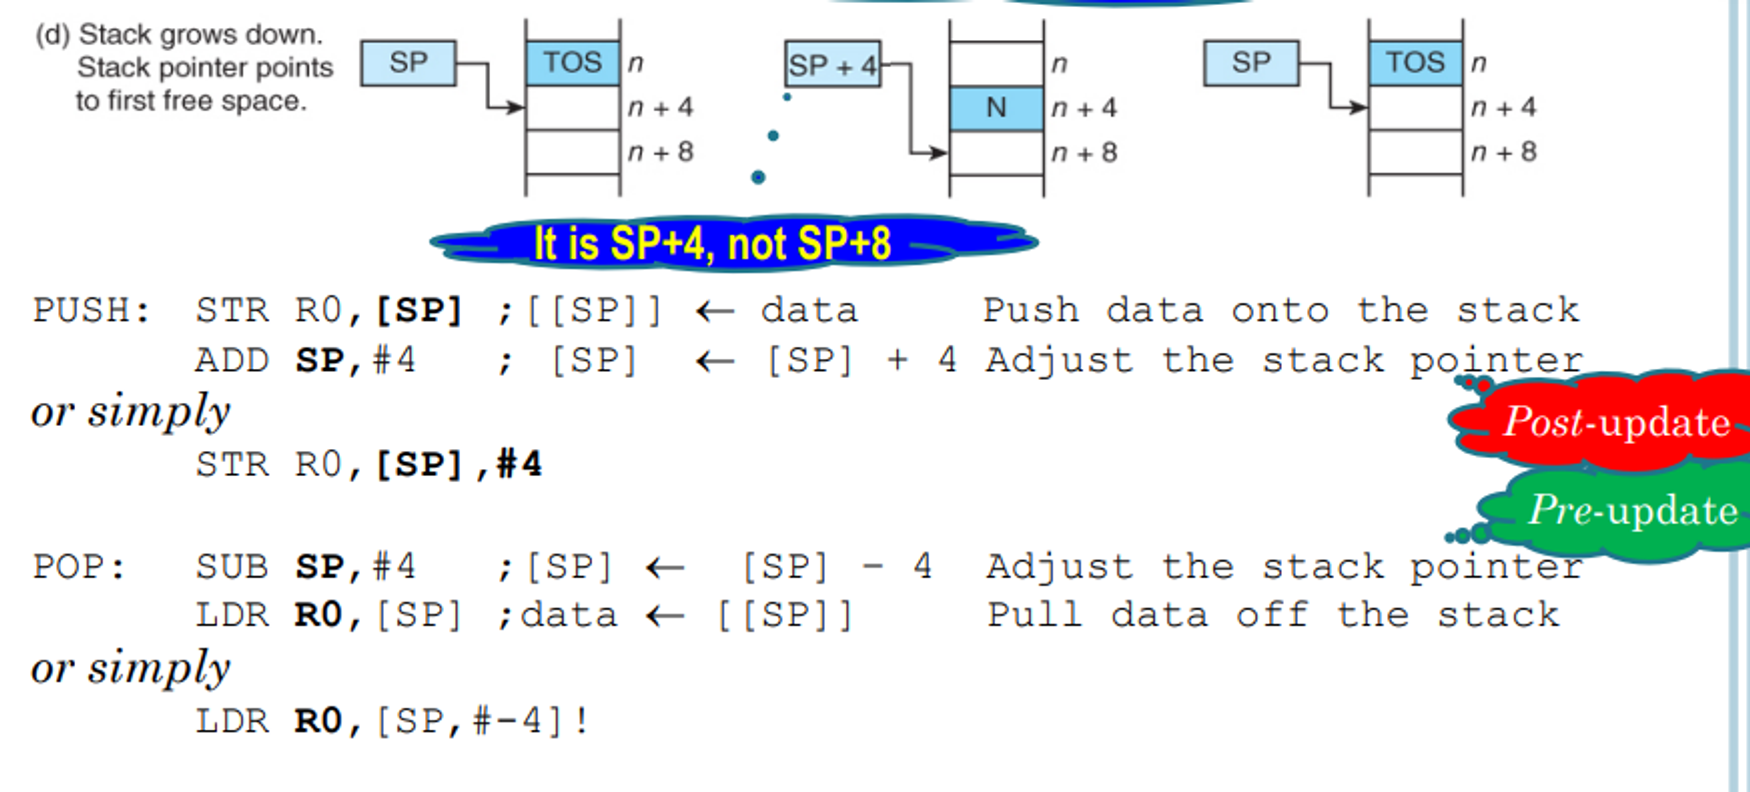 (d) Stack grows down.
Stack pointer points
to first free space.
SP TOS n
n + 4
n + 8
SP + 4 n
N n + 4
n + 8
SP TOS n
n + 4
n + 8
It is SP+4, not SP+8
PUSH: STR R0,[SP] ;[[SP]] ← data Push data onto the stack
ADD SP,#4 ; [SP] ← [SP] + 4 Adjust the stack pointer
or simply
Post-update
STR R0,[SP],#4
Pre-update
POP: SUB SP,#4 ;[SP] ← [SP] - 4 Adjust the stack pointer
LDR R0,[SP] ;data ← [[SP]] Pull data off the stack
or simply
LDR R0,[SP,#-4]!